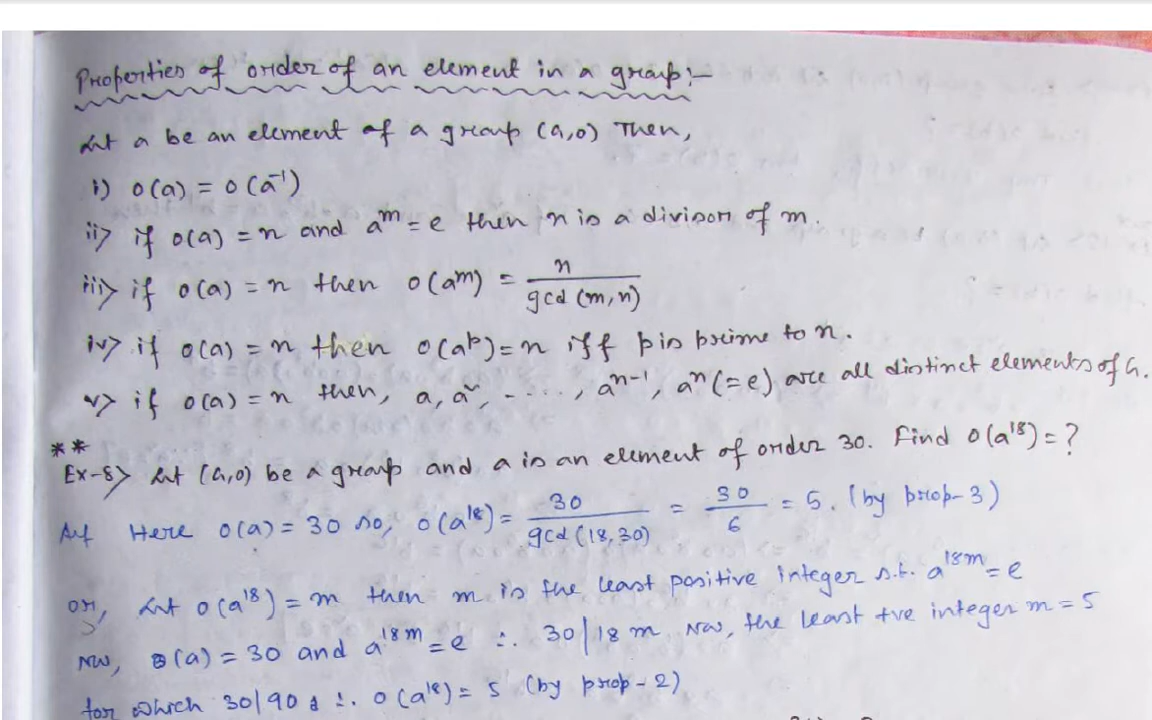 Properties of order of an element in a group:-
Let a be an element of a group (G,o) Then,
i) o(a) = o(a⁻¹)
ii) if o(a) = n and aᵐ = e then n is a divisor of m.
iii) if o(a) = n then o(aᵐ) = n / gcd (m,n)
iv) if o(a) = n then o(aᵖ) = n iff p is prime to n.
v) if o(a) = n then, a, a², -...., aⁿ⁻¹, aⁿ(=e) are all distinct elements of G.
**
Ex-8) Let (G,o) be a group and a is an element of order 30. Find o(a¹⁸) = ?
Ans Here o(a) = 30 so, o(a¹⁸) = 30 / gcd(18,30) = 30 / 6 = 5. (by prop-3)
or, Let o(a¹⁸) = m then m is the least positive integer s.t. a¹⁸ᵐ = e
Now, o(a) = 30 and a¹⁸ᵐ = e ∴ 30|18m. Now, the least +ve integer m = 5
for which 30|90 ∴ o(a¹⁸) = 5 (by prop-2)